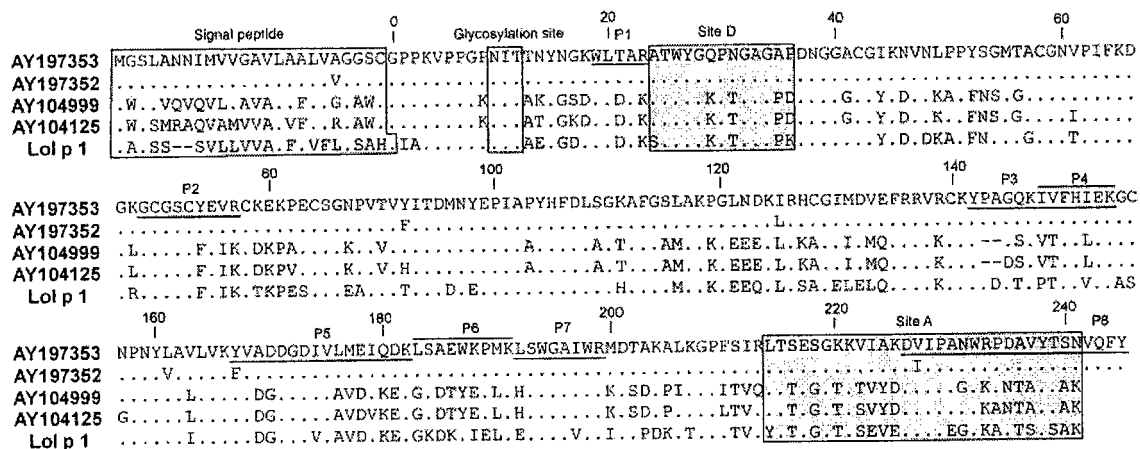 0 20 40 60
Signal peptide Glycosylation site P1 Site D
AY197353 MGSLANNIMVVGAVLAALVAGGSCGPPKVPPGPNITTNYNGKWLTARATWYGQPNGAGAPDNGGACGIKNVNLPPYSGMTACGNVPIFKD
AY197352 ....................V.....................................................................
AY104999 .W..VQVQVL.AVA..F..G.AW.........K...AK.GSD..D.K......K.T...PD....G..Y.D..KA.FNS.G.........
AY104125 .W.SMRAQVAMVVA.VF..R.AW.........K...AT.GKD..D.K......K.T...PD....G..Y.D..KA.FNS.G....I....
Lol p 1 .A.SS--SVLLVVA.F.VFL.SAH.IA.........AE.GD...D.KS.....K.T...PK.......Y.D.DKA.FN...G...T....
P2 80 100 120 140 P3 P4
AY197353 GKGCGSCYEVRCKEKPECSGNPVTVYITDMNYEPIAPYHFDLSGKAFGSLAKPGLNDKIRHCGIMDVEFRRVRCKYPAGQKIVFHIEKGC
AY197352 ..........................F................................L..............................
AY104999 .L.....F.IK.DKPA....K..V.........A.....A.T...AM..K.EEE.L.KA..I.MQ.....K...--.S.VT..L....
AY104125 .L.....F.IK.DKPV....K..V.H.......A.....A.T...AM..K.EEE.L.KA..I.MQ.....K...--DS.VT..L....
Lol p 1 .R.....F.IK.TKPES...EA..T...D.E..........H....M..K.EEQ.L.SA.ELELQ.....K....D.T.PT..V..AS
160 P5 180 P6 P7 200 220 Site A 240 P8
AY197353 NPNYLAVLVKYVADDGDIVLMEIQDKLSAEWKPMKLSWGAIWRMDTAKALKGPFSIRLTSESGKKVIAKDVIPANWRPDAVYTSNVQFY
AY197352 .....V....F............................................................I.................
AY104999 .......L....DG....AVDV.KE.G.DTYE.L.H.......K.SD.PI....ITVQ..T.G.T.TVYD....G.K.NTA..AK....
AY104125 G......L....DG....AVDVKE.G.DTYE.L.H.......K.SD.P.....LTV...T.G.T.SVYD......KANTA..AK....
Lol p 1 .......I....DG...V.AVD.KE.GKDK.IEL.E....V..I...PDK.T...TV.Y.T.G.T.SEVE....EG.KA.TS.SAK....